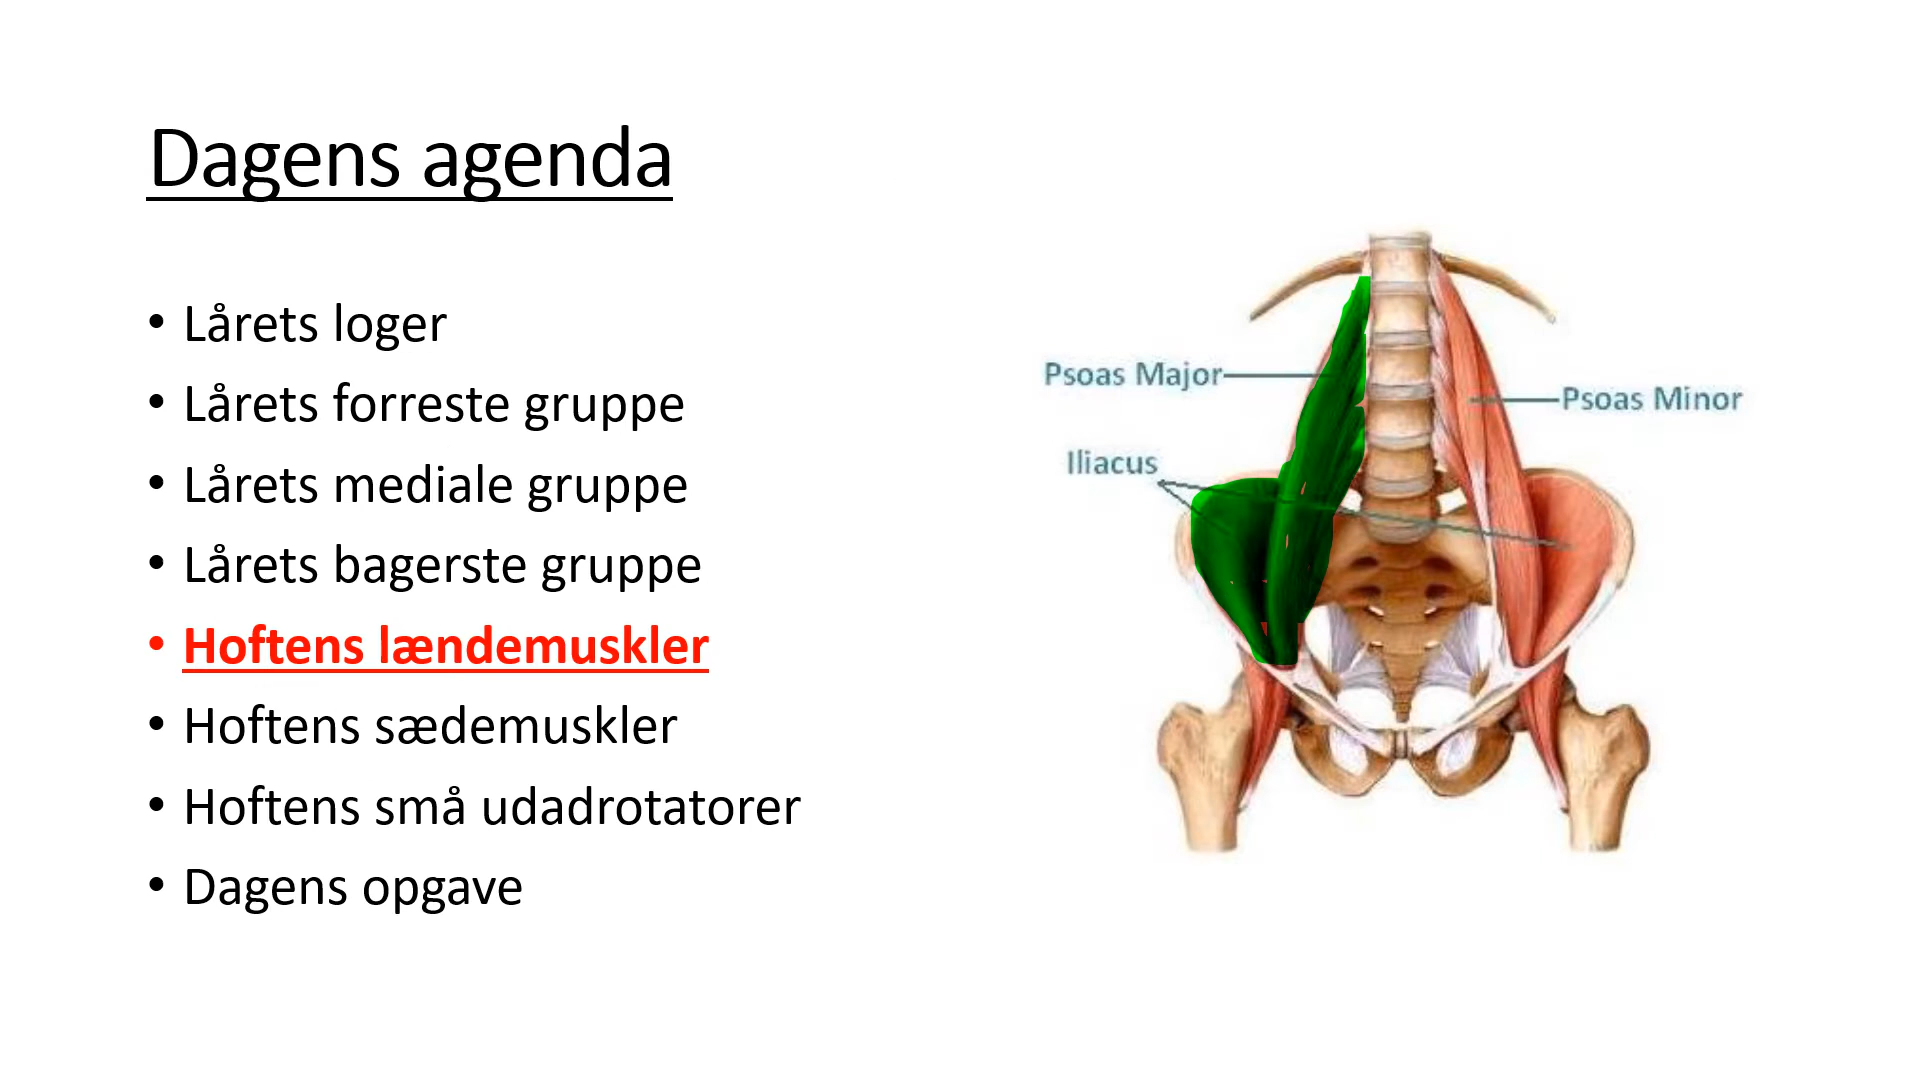 Dagens agenda
• Lårets loger
• Lårets forreste gruppe
• Lårets mediale gruppe
• Lårets bagerste gruppe
• Hoftens lændemuskler
• Hoftens sædemuskler
• Hoftens små udadrotatorer
• Dagens opgave
Psoas Major
Psoas Minor
Iliacus